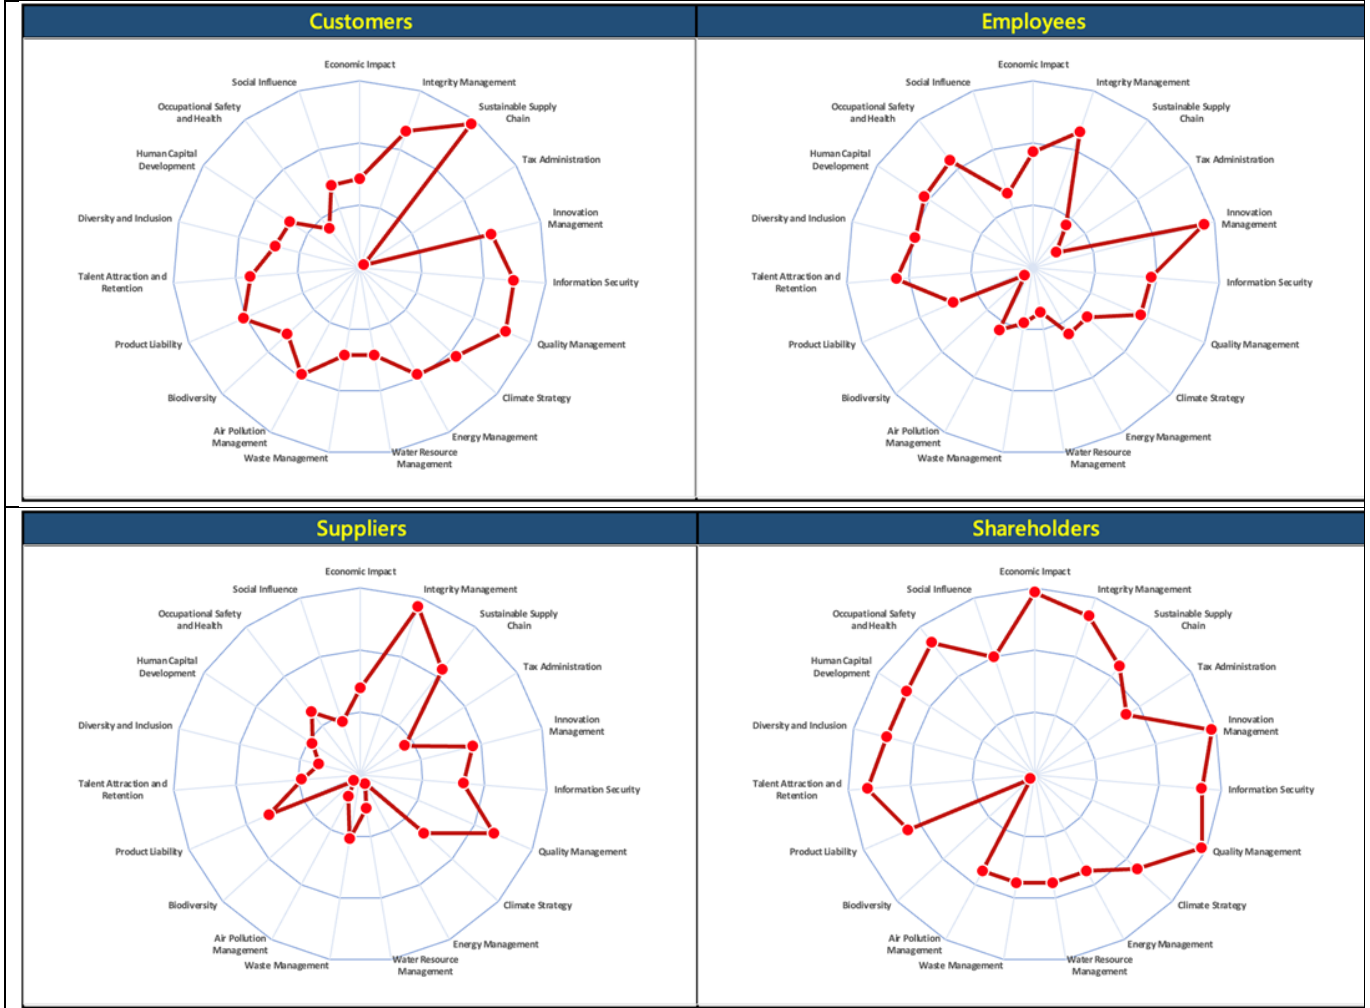 Customers
Economic Impact
Integrity Management
Sustainable Supply
Chain
Tax Administration
Innovation
Management
Information Security
Quality Management
Climate Strategy
Energy Management
Water Resource
Management
Waste Management
Air Pollution
Management
Biodiversity
Product Liability
Talent Attraction and
Retention
Diversity and Inclusion
Human Capital
Development
Occupational Safety
and Health
Social Influence
Employees
Economic Impact
Integrity Management
Sustainable Supply
Chain
Tax Administration
Innovation
Management
Information Security
Quality Management
Climate Strategy
Energy Management
Water Resource
Management
Waste Management
Air Pollution
Management
Biodiversity
Product Liability
Talent Attraction and
Retention
Diversity and Inclusion
Human Capital
Development
Occupational Safety
and Health
Social Influence
Suppliers
Economic Impact
Integrity Management
Sustainable Supply
Chain
Tax Administration
Innovation
Management
Information Security
Quality Management
Climate Strategy
Energy Management
Water Resource
Management
Waste Management
Air Pollution
Management
Biodiversity
Product Liability
Talent Attraction and
Retention
Diversity and Inclusion
Human Capital
Development
Occupational Safety
and Health
Social Influence
Shareholders
Economic Impact
Integrity Management
Sustainable Supply
Chain
Tax Administration
Innovation
Management
Information Security
Quality Management
Climate Strategy
Energy Management
Water Resource
Management
Waste Management
Air Pollution
Management
Biodiversity
Product Liability
Talent Attraction and
Retention
Diversity and Inclusion
Human Capital
Development
Occupational Safety
and Health
Social Influence